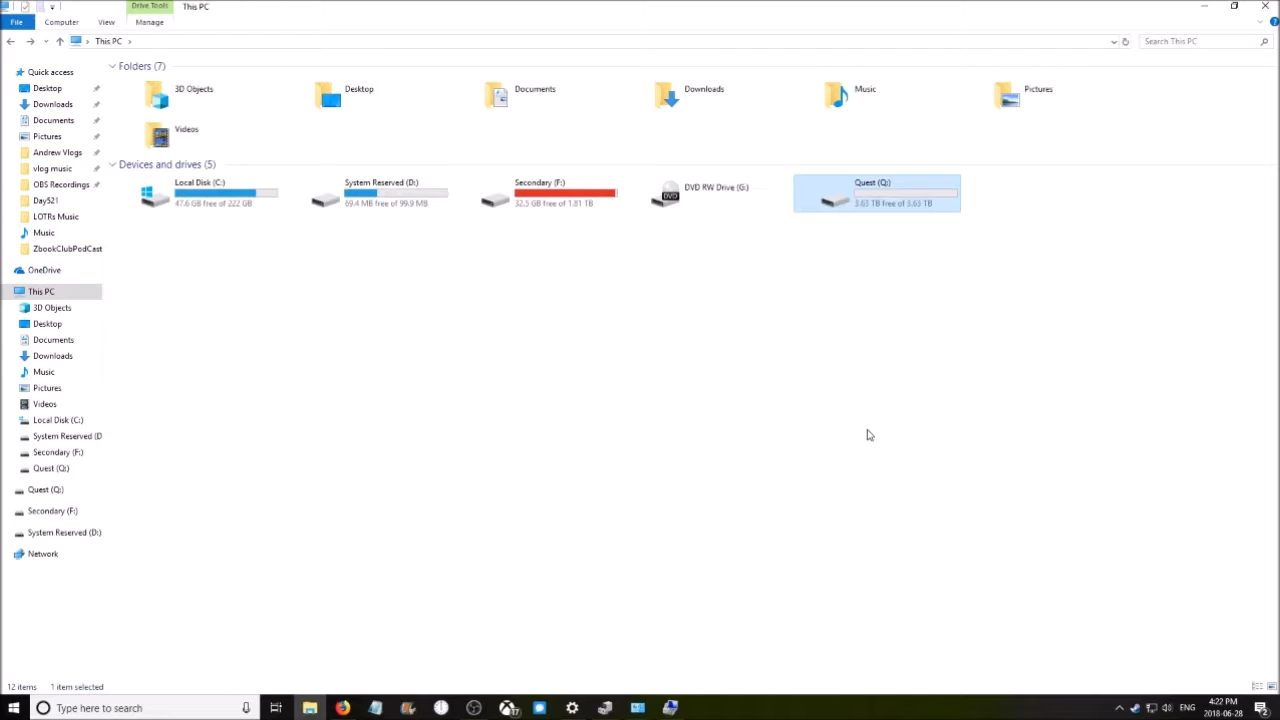 Drive Tools This PC
File Computer View Manage
This PC
Search This PC
Folders (7)
3D Objects Desktop Documents Downloads Music Pictures
Videos
Devices and drives (5)
Local Disk (C:)
47.6 GB free of 222 GB
System Reserved (D:)
69.4 MB free of 99.9 MB
Secondary (F:)
32.5 GB free of 1.81 TB
DVD RW Drive (G:)
DVD
Quest (Q:)
3.63 TB free of 3.63 TB
Quick access
Desktop
Downloads
Documents
Pictures
Andrew Vlogs
vlog music
OBS Recordings
Day521
LOTRs Music
Music
ZbookClubPodCast
OneDrive
This PC
3D Objects
Desktop
Documents
Downloads
Music
Pictures
Videos
Local Disk (C:)
System Reserved (D
Secondary (F:)
Quest (Q:)
Quest (Q:)
Secondary (F:)
System Reserved (D:)
Network
12 items 1 item selected
Type here to search
17
ENG
4:22 PM
2018-06-28
2